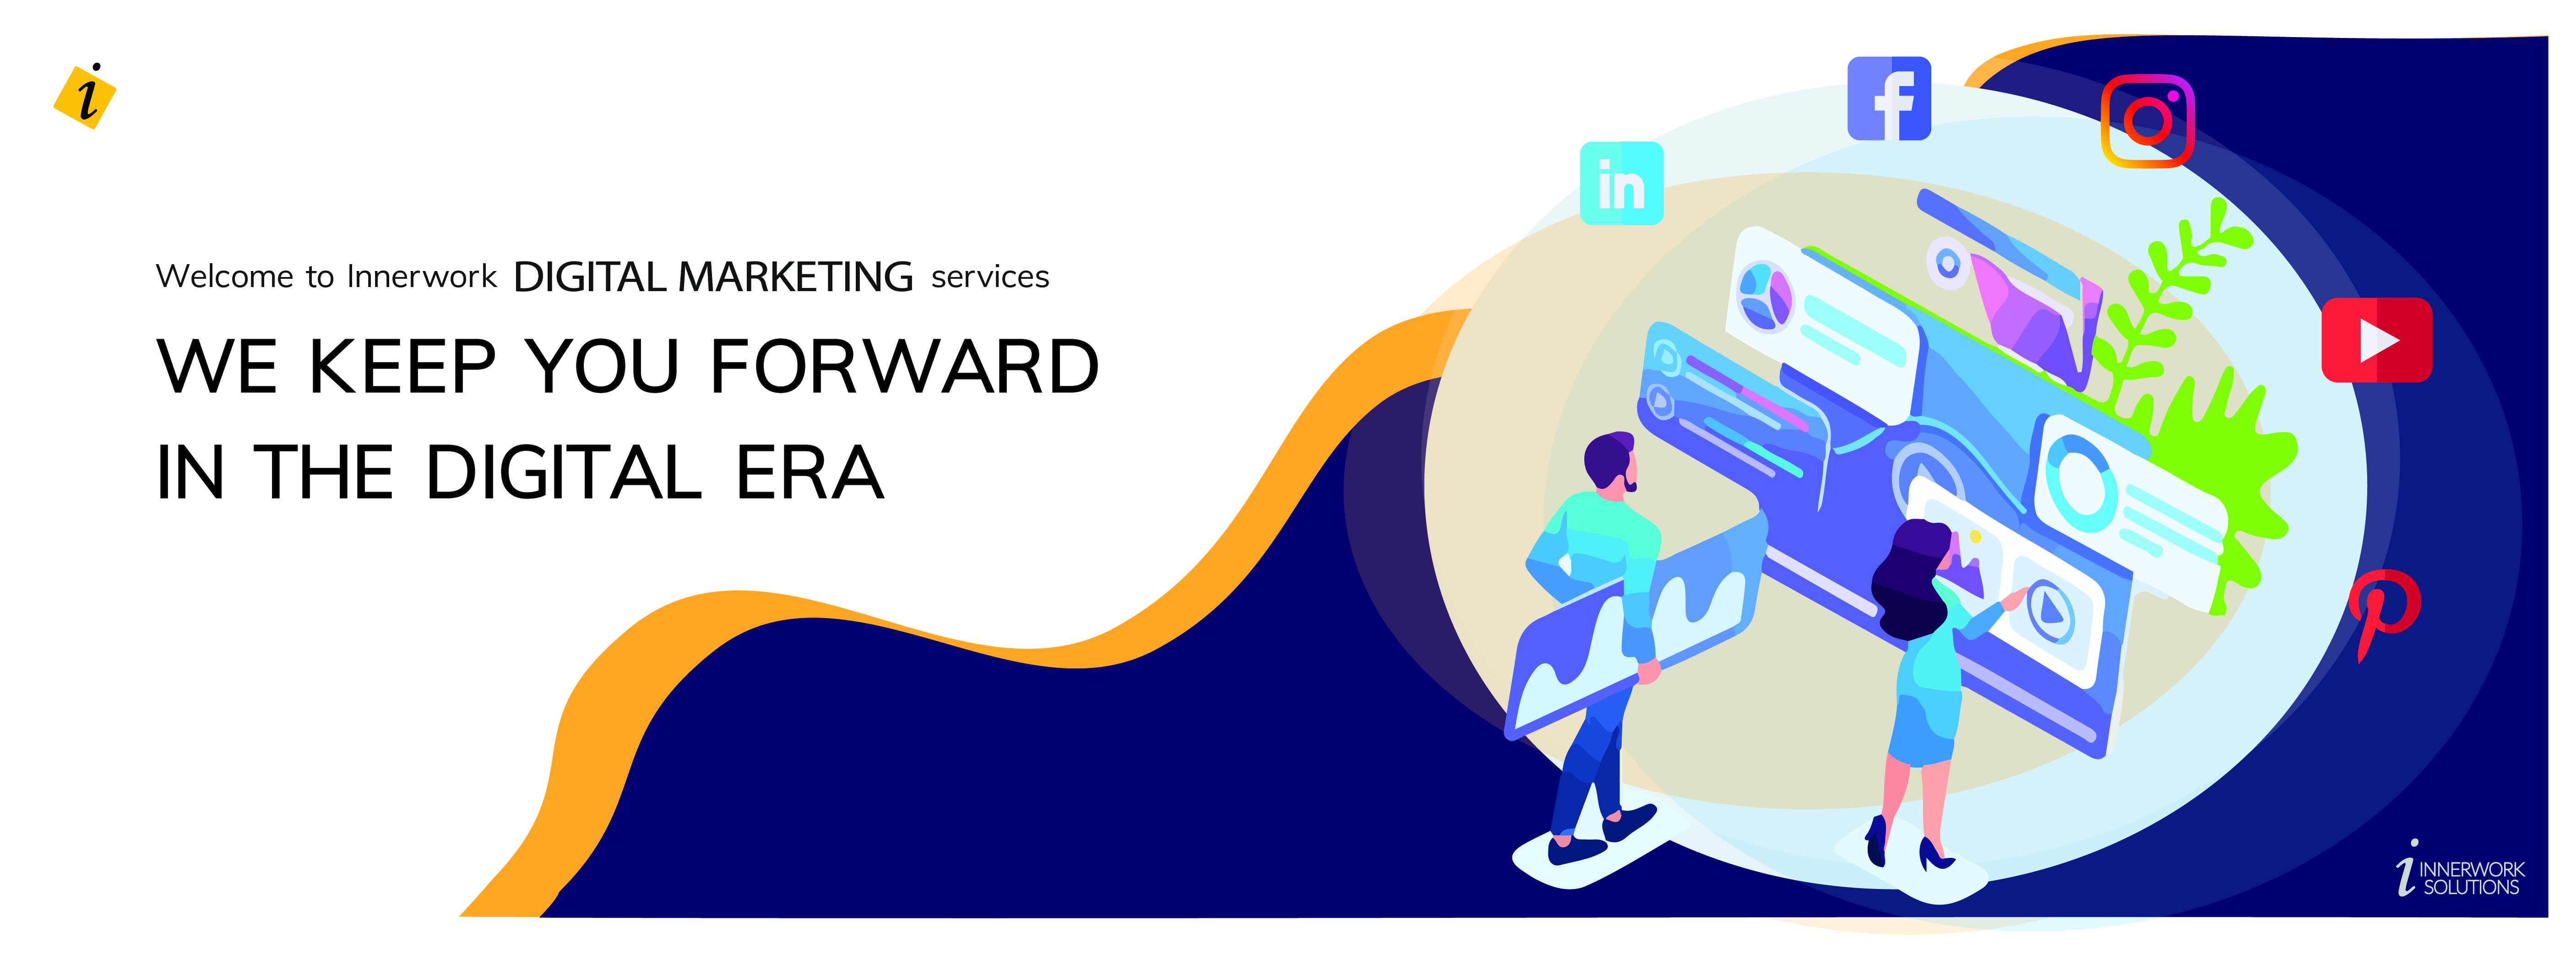 i
Welcome to Innerwork DIGITAL MARKETING services
WE KEEP YOU FORWARD
IN THE DIGITAL ERA
f
in
i INNERWORK
SOLUTIONS